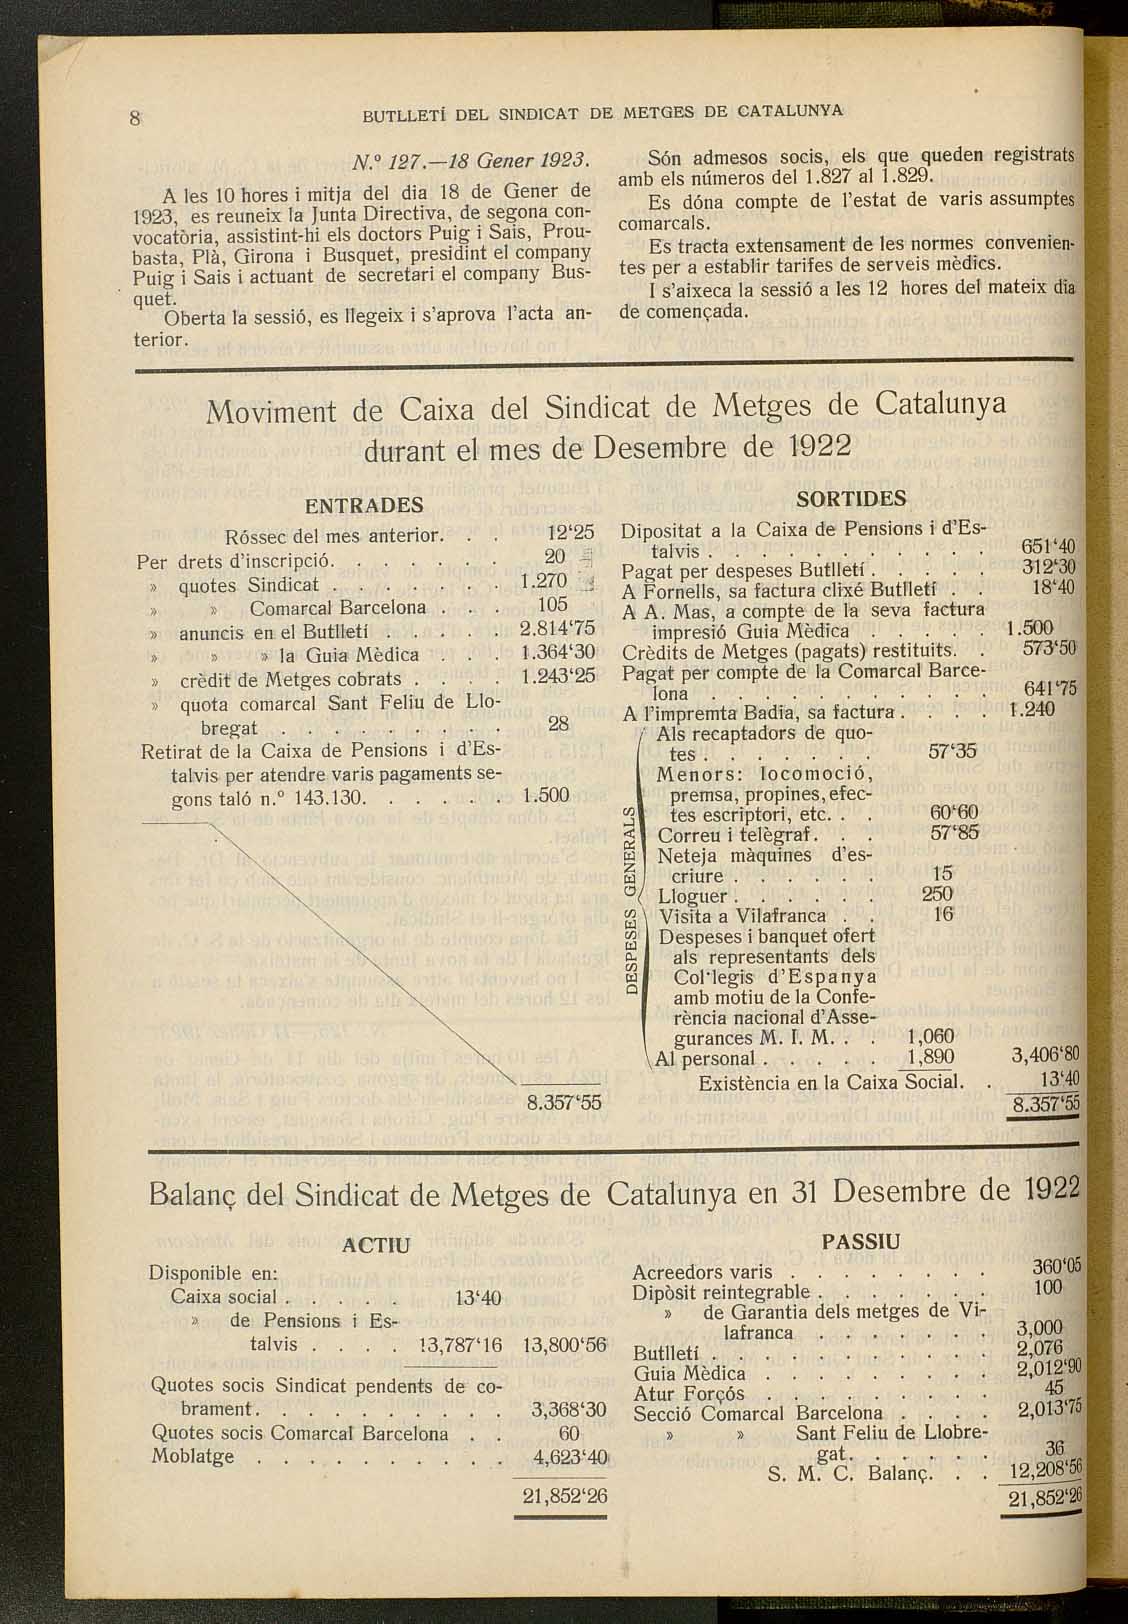 8
BUTLLETÍ DEL SINDICAT DE METGES DE CATALUNYA
N.º 127.—18 Gener 1923.
A les 10 hores i mitja del dia 18 de Gener de
1923, es reuneix la Junta Directiva, de segona con-
vocatòria, assistint-hi els doctors Puig i Sais, Prou-
basta, Plà, Girona i Busquet, presidint el company
Puig i Sais i actuant de secretari el company Bus-
quet.
Oberta la sessió, es llegeix i s'aprova l'acta an-
terior.
Són admesos socis, els que queden registrats
amb els números del 1.827 al 1.829.
Es dóna compte de l'estat de varis assumptes
comarcals.
Es tracta extensament de les normes convenien-
tes per a establir tarifes de serveis mèdics.
I s'aixeca la sessió a les 12 hores del mateix dia
de començada.
Moviment de Caixa del Sindicat de Metges de Catalunya
durant el mes de Desembre de 1922
ENTRADES
Róssec del mes anterior. . . 12‘25
Per drets d'inscripció. . . . . . . 20
» quotes Sindicat . . . . . . . 1.270
» » Comarcal Barcelona . . . 105
» anuncis en el Butlletí . . . . . 2.814‘75
» » » la Guia Mèdica . . . 1.364‘30
» crèdit de Metges cobrats . . . . 1.243‘25
» quota comarcal Sant Feliu de Llo-
bregat . . . . . . . . . 28
Retirat de la Caixa de Pensions i d'Es-
talvis per atendre varis pagaments se-
gons taló n.º 143.130. . . . . . 1.500
8.357‘55
SORTIDES
Dipositat a la Caixa de Pensions i d'Es-
talvis . . . . . . . . . . . 651‘40
Pagat per despeses Butlletí . . . . . 312‘30
A Fornells, sa factura clixé Butlletí . . 18‘40
A A. Mas, a compte de la seva factura
impresió Guia Mèdica . . . . . 1.500
Crèdits de Metges (pagats) restituits. . 573‘50
Pagat per compte de la Comarcal Barce-
lona . . . . . . . . . . . 641‘75
A l'impremta Badia, sa factura . . . . 1.240
DESPESES GENERALS
Als recaptadors de quo-
tes . . . . . . . 57‘35
Menors: locomoció,
premsa, propines, efec-
tes escriptori, etc. . . 60‘60
Correu i telègraf. . . 57‘85
Neteja màquines d'es-
criure . . . . . . 15
Lloguer . . . . . . 250
Visita a Vilafranca . . 16
Despeses i banquet ofert
als representants dels
Col·legis d'Espanya
amb motiu de la Confe-
rència nacional d'Asse-
gurances M. I. M. . . 1,060
Al personal . . . . . 1,890 3,406‘80
Existència en la Caixa Social. . 13‘40
8.357‘55
Balanç del Sindicat de Metges de Catalunya en 31 Desembre de 1922
ACTIU
Disponible en:
Caixa social . . . . . 13‘40
» de Pensions i Es-
talvis . . . . 13,787‘16 13,800‘56
Quotes socis Sindicat pendents de co-
brament. . . . . . . . . . 3,368‘30
Quotes socis Comarcal Barcelona . . 60
Moblatge . . . . . . . . . . 4,623‘40
21,852‘26
PASSIU
Acreedors varis . . . . . . . . 360‘05
Dipòsit reintegrable . . . . . . . 100
» de Garantia dels metges de Vi-
lafranca . . . . . . . 3,000
Butlletí . . . . . . . . . . . 2,076
Guia Mèdica . . . . . . . . . 2,012‘90
Atur Forçós . . . . . . . . . 45
Secció Comarcal Barcelona . . . . 2,013‘75
» » Sant Feliu de Llobre-
gat. . . . . . 36
S. M. C. Balanç. . . 12,208‘56
21,852‘26